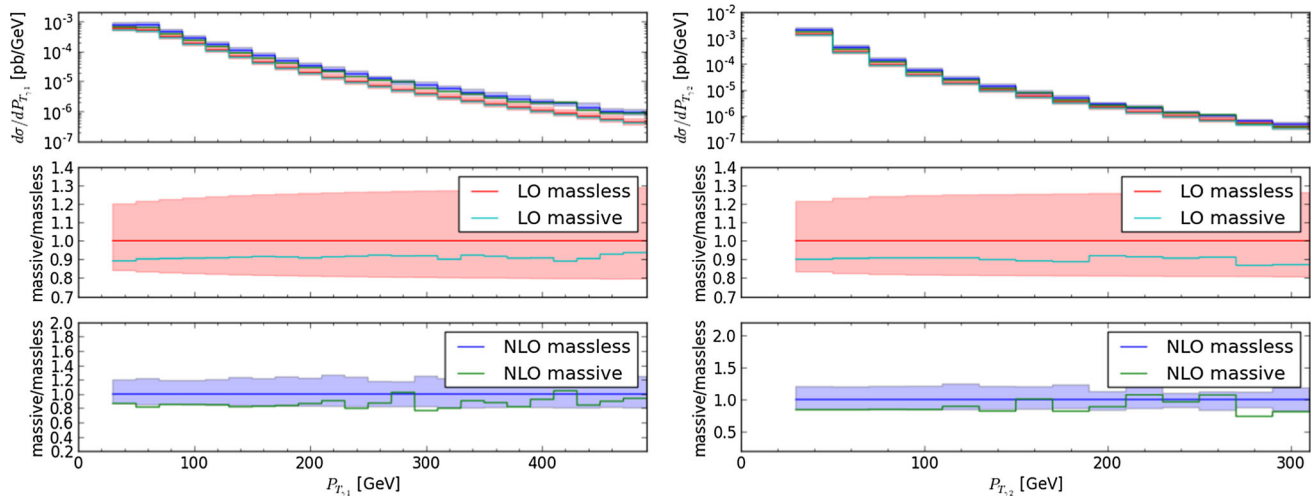 10⁻³
10⁻⁴
10⁻⁵
10⁻⁶
10⁻⁷
dσ/dP_{T_{γ1}} [pb/GeV]
1.4
1.3
1.2
1.1
1.0
0.9
0.8
0.7
massive/massless
LO massless
LO massive
2.0
1.8
1.6
1.4
1.2
1.0
0.8
0.6
0.4
0.2
massive/massless
NLO massless
NLO massive
0 100 200 300 400
P_{T_{γ1}} [GeV]
10⁻²
10⁻³
10⁻⁴
10⁻⁵
10⁻⁶
10⁻⁷
dσ/dP_{T_{γ2}} [pb/GeV]
1.4
1.3
1.2
1.1
1.0
0.9
0.8
0.7
massive/massless
LO massless
LO massive
2.0
1.5
1.0
0.5
massive/massless
NLO massless
NLO massive
0 100 200 300
P_{T_{γ2}} [GeV]